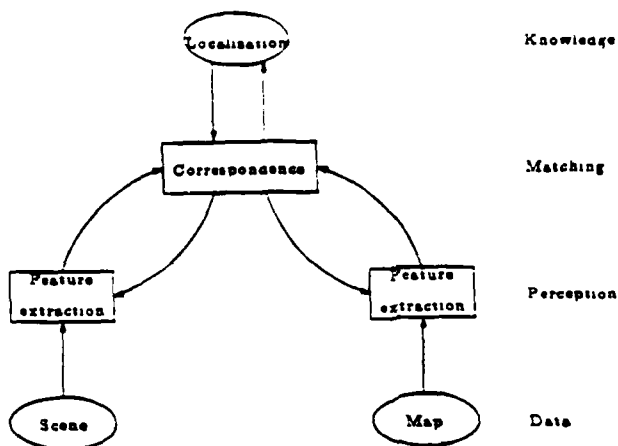 Localisation Knowledge
Correspondence Matching
Feature Feature
extraction extraction Perception
Scene Map Data